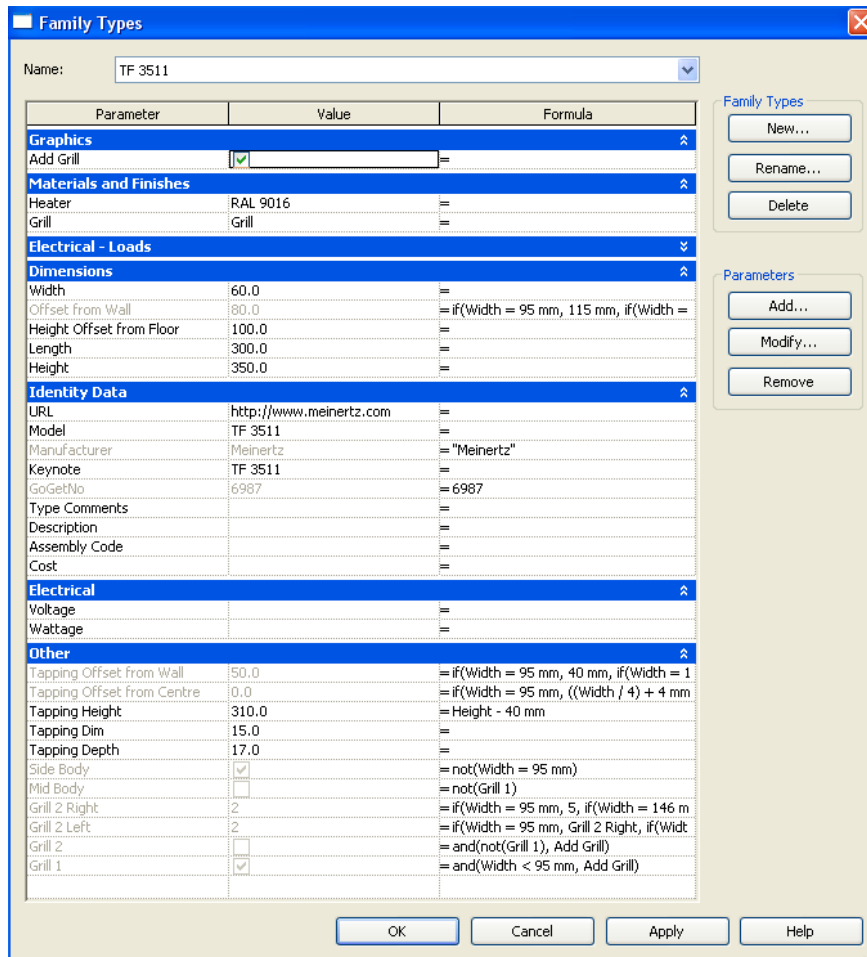 Family Types
Name: TF 3511
Parameter Value Formula
Graphics
Add Grill =
Materials and Finishes
Heater RAL 9016 =
Grill Grill =
Electrical - Loads
Dimensions
Width 60.0 =
Offset from Wall 80.0 = if(Width = 95 mm, 115 mm, if(Width =
Height Offset from Floor 100.0 =
Length 300.0 =
Height 350.0 =
Identity Data
URL http://www.meinertz.com =
Model TF 3511 =
Manufacturer Meinertz = "Meinertz"
Keynote TF 3511 =
GoGetNo 6987 = 6987
Type Comments =
Description =
Assembly Code =
Cost =
Electrical
Voltage =
Wattage =
Other
Tapping Offset from Wall 50.0 = if(Width = 95 mm, 40 mm, if(Width = 1
Tapping Offset from Centre 0.0 = if(Width = 95 mm, ((Width / 4) + 4 mm
Tapping Height 310.0 = Height - 40 mm
Tapping Dim 15.0 =
Tapping Depth 17.0 =
Side Body = not(Width = 95 mm)
Mid Body = not(Grill 1)
Grill 2 Right 2 = if(Width = 95 mm, 5, if(Width = 146 m
Grill 2 Left 2 = if(Width = 95 mm, Grill 2 Right, if(Widt
Grill 2 = and(not(Grill 1), Add Grill)
Grill 1 = and(Width < 95 mm, Add Grill)
Family Types
New...
Rename...
Delete
Parameters
Add...
Modify...
Remove
OK Cancel Apply Help